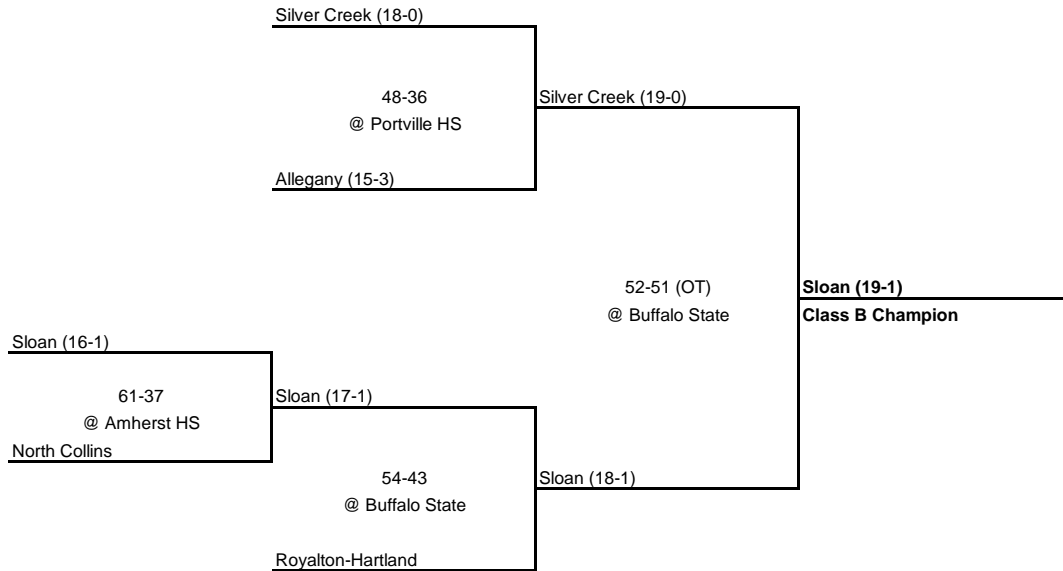 Silver Creek (18-0)
48-36
@ Portville HS
Silver Creek (19-0)
Allegany (15-3)
52-51 (OT)
@ Buffalo State
Sloan (19-1)
Class B Champion
Sloan (16-1)
61-37
@ Amherst HS
Sloan (17-1)
North Collins
54-43
@ Buffalo State
Sloan (18-1)
Royalton-Hartland